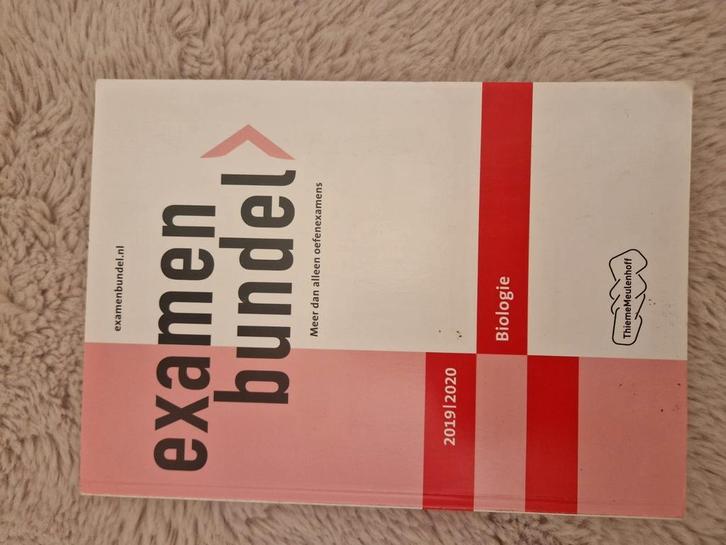 examenbundel.nl
examen
bundel>
Meer dan alleen oefenexamens
2019|2020
Biologie
ThiemeMeulenhoff